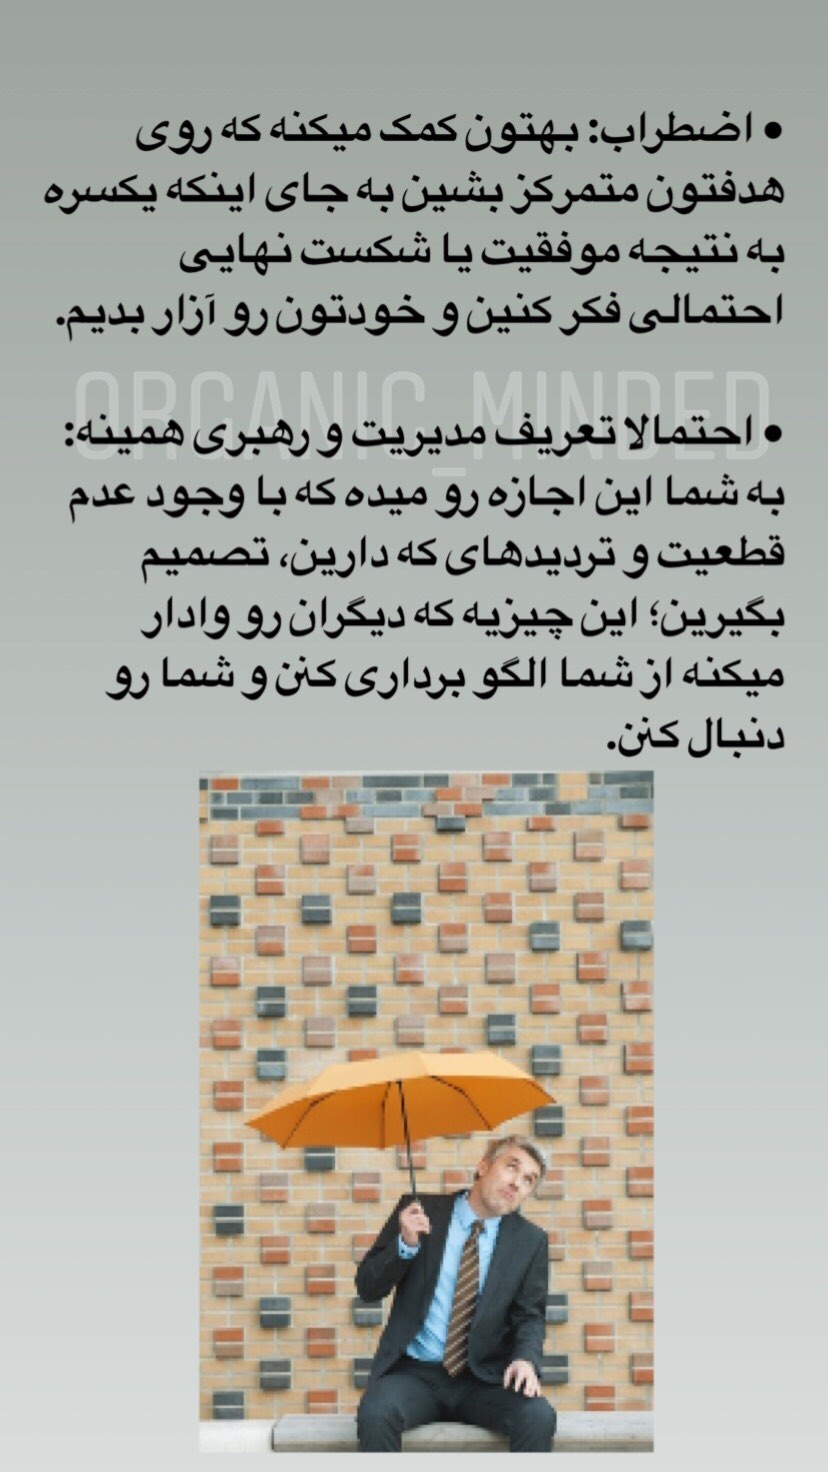 • اضطراب: بهتون کمک میکنه که روی
هدفتون متمرکز بشین به جای اینکه یکسره
به نتیجه موفقیت یا شکست نهایی
احتمالی فکر کنین و خودتون رو آزار بدیم.
ORGANIC_MINDED
• احتمالا تعریف مدیریت و رهبری همینه:
به شما این اجازه رو میده که با وجود عدم
قطعیت و تردیدهای که دارین، تصمیم
بگیرین؛ این چیزیه که دیگران رو وادار
میکنه از شما الگو برداری کنن و شما رو
دنبال کنن.